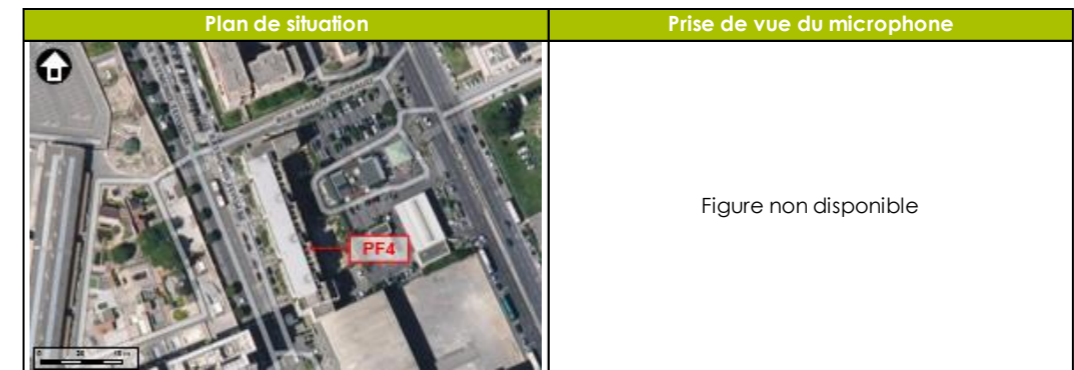 Plan de situation
Prise de vue du microphone
PF4
Figure non disponible